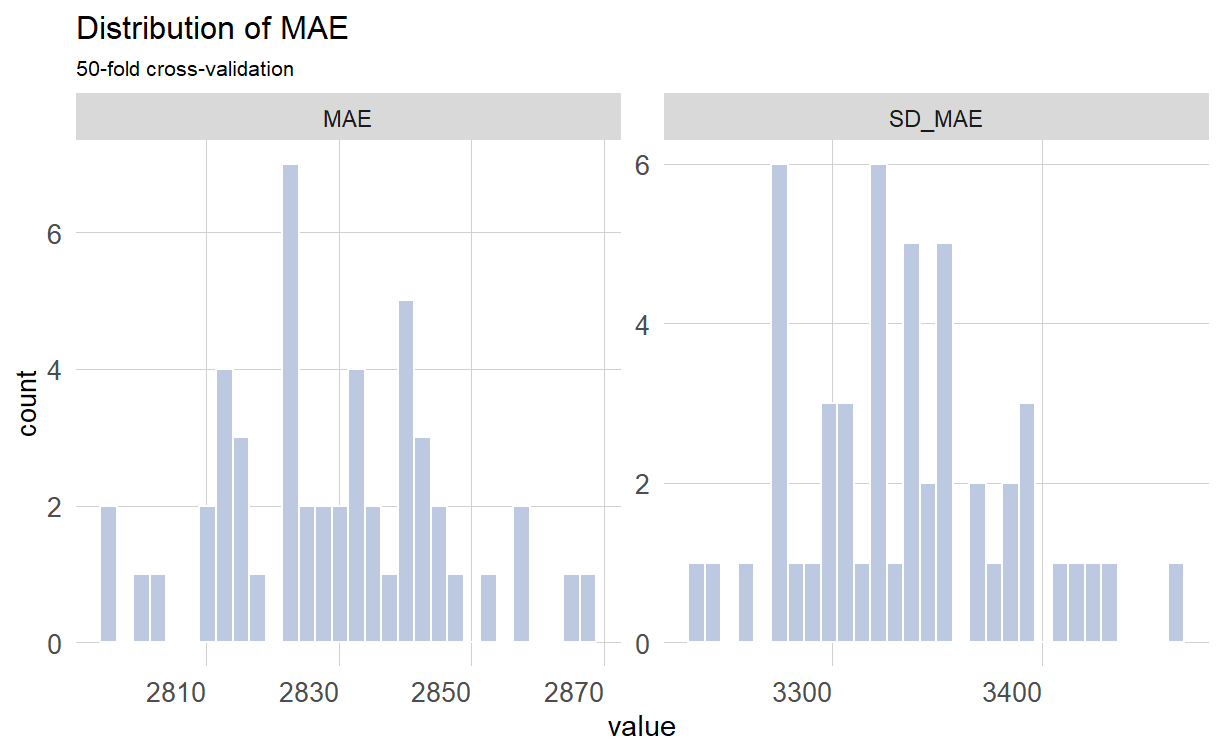 Distribution of MAE
50-fold cross-validation
MAE
SD_MAE
6
4
2
0
6
4
2
0
count
2810
2830
2850
2870
3300
3400
value